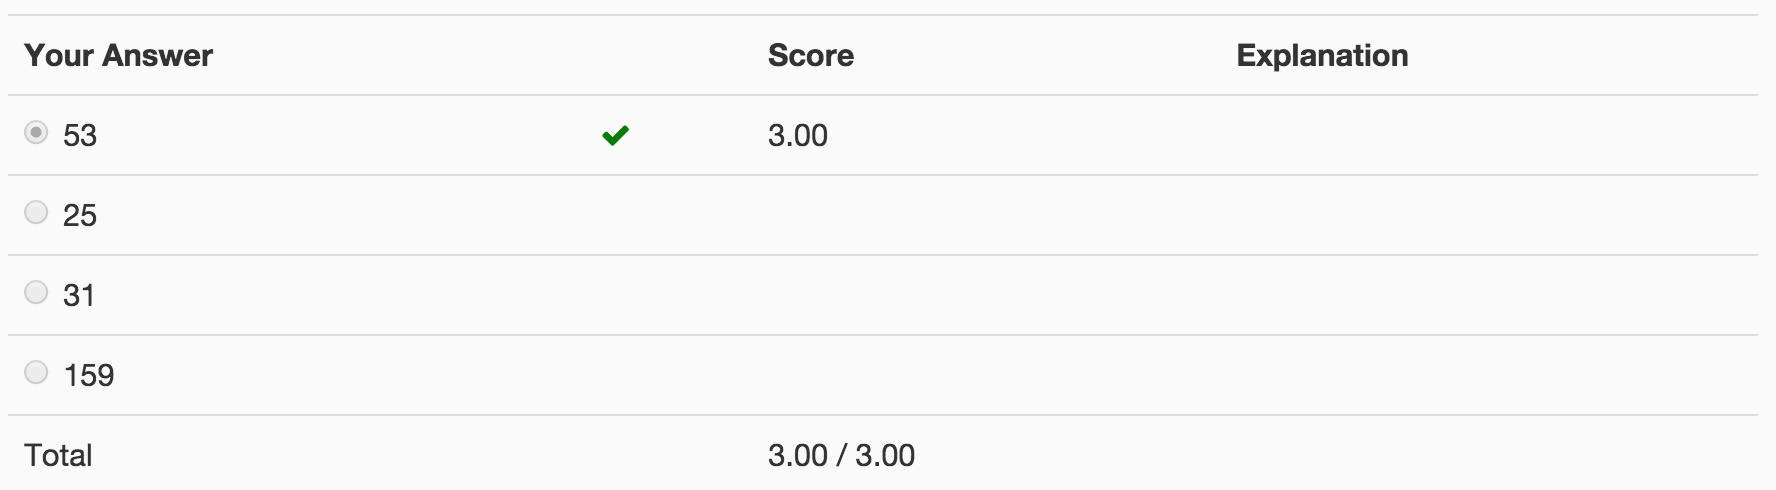 Your Answer Score Explanation
53 3.00
25
31
159
Total 3.00 / 3.00